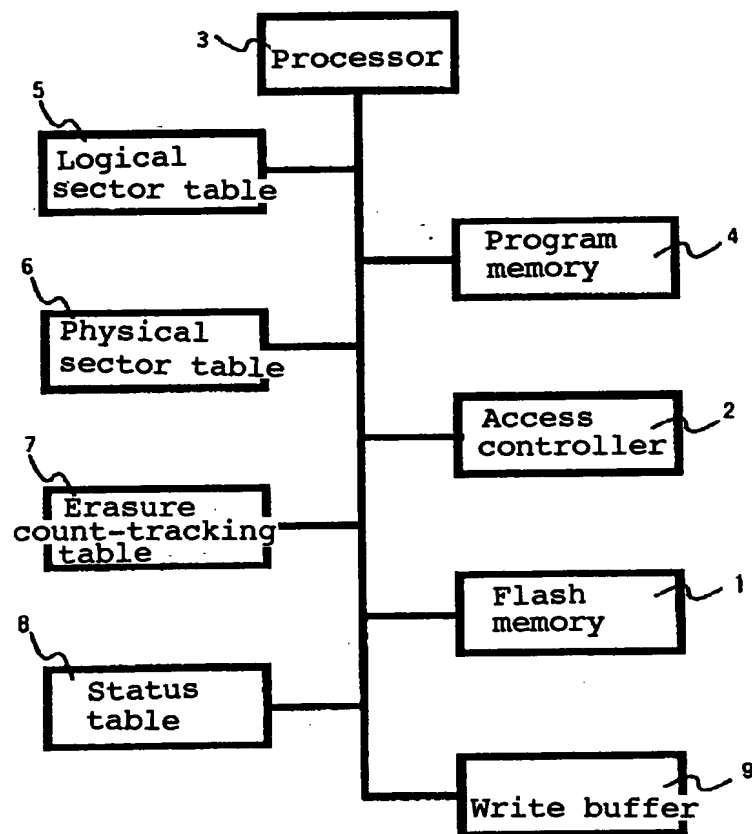 3
Processor
5
Logical
sector table
Program
memory
4
6
Physical
sector table
Access
controller
2
7
Erasure
count-tracking
table
Flash
memory
1
8
Status
table
9
Write buffer